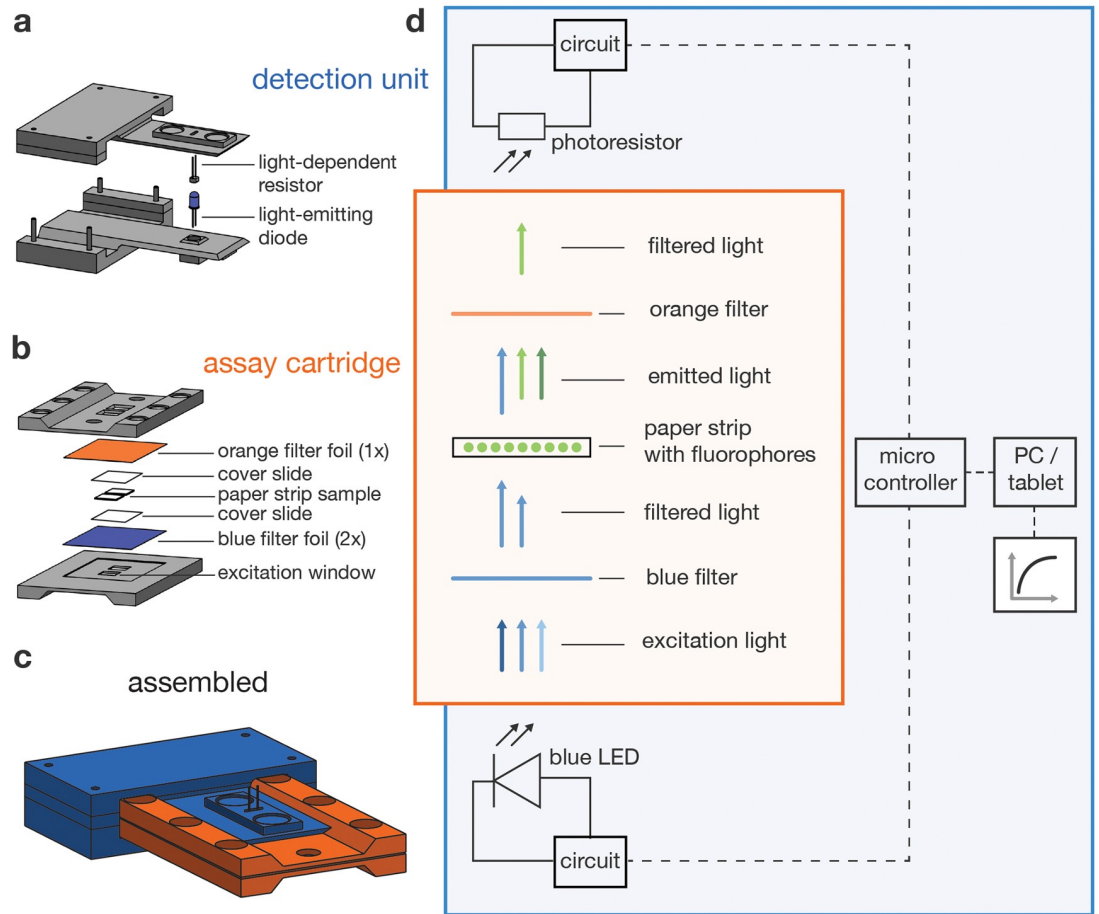 a
detection unit
light-dependent
resistor
light-emitting
diode
b
assay cartridge
orange filter foil (1x)
cover slide
paper strip sample
cover slide
blue filter foil (2x)
excitation window
c
assembled
d
circuit
photoresistor
filtered light
orange filter
emitted light
paper strip
with fluorophores
filtered light
blue filter
excitation light
blue LED
circuit
micro
controller
PC /
tablet